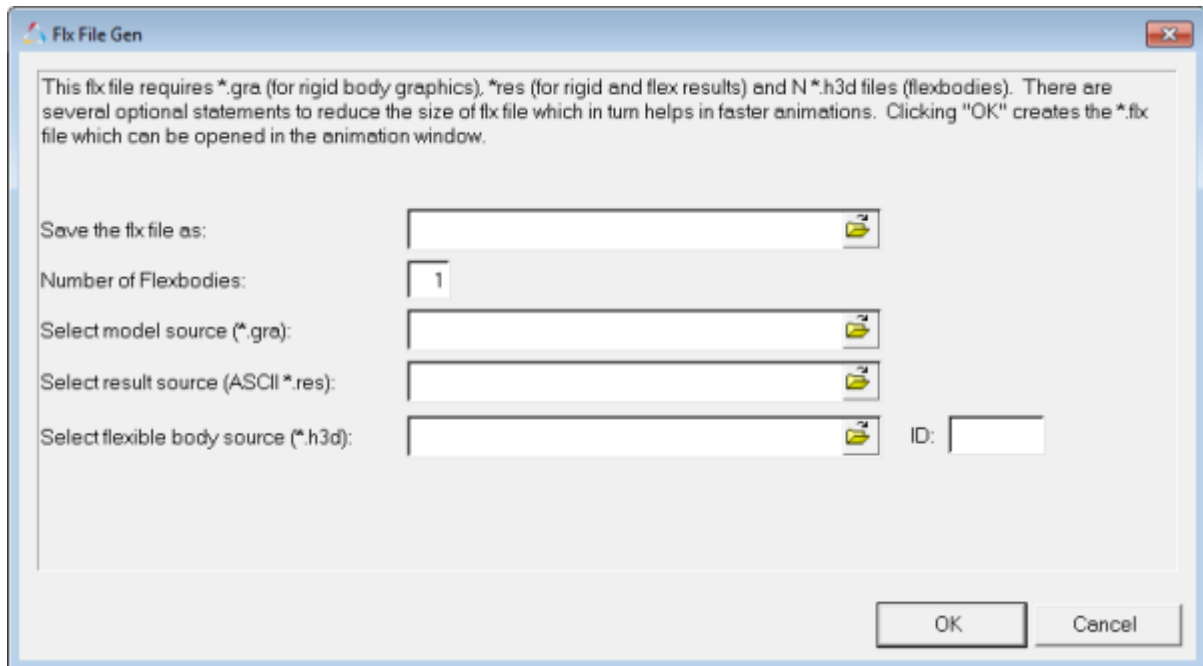 Flx File Gen
This flx file requires *.gra (for rigid body graphics), *res (for rigid and flex results) and N *.h3d files (flexbodies).  There are
several optional statements to reduce the size of flx file which in turn helps in faster animations.  Clicking "OK" creates the *.flx
file which can be opened in the animation window.
Save the flx file as:
Number of Flexbodies: 1
Select model source (*.gra):
Select result source (ASCII *.res):
Select flexible body source (*.h3d): ID:
OK Cancel